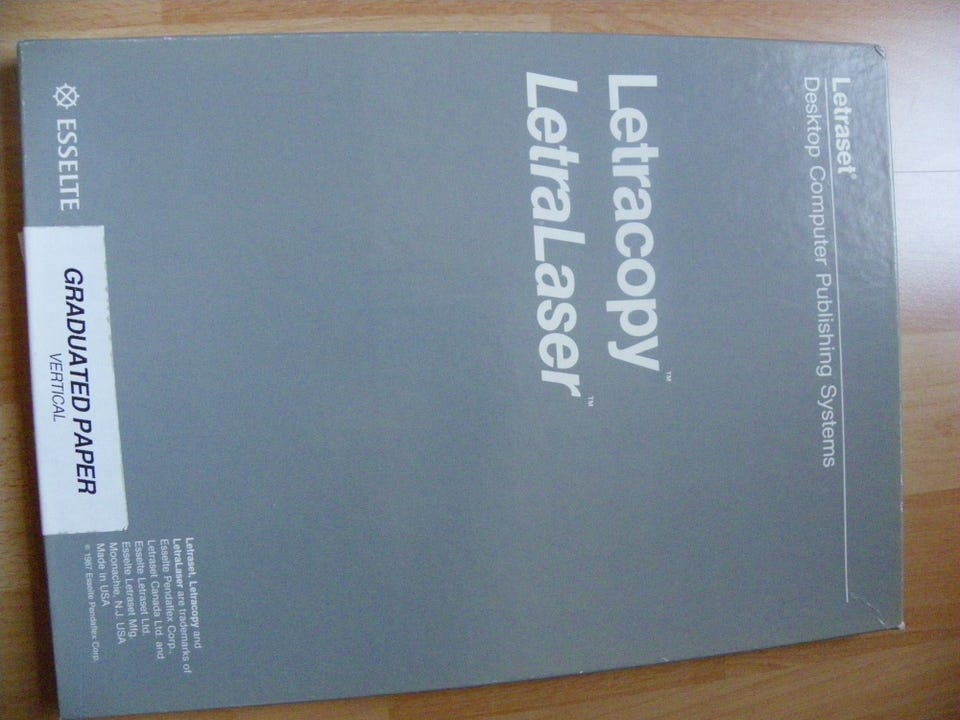 Letraset®
Desktop Computer Publishing Systems
Letracopy™
LetraLaser™
ESSELTE
GRADUATED PAPER
VERTICAL
Letraset, Letracopy and
LetraLaser are trademarks of
Esselte Pendaflex Corp.,
Letraset Canada Ltd. and
Esselte Letraset Ltd.
Esselte Letraset Mfg.
Moonachie, N.J. USA
Made in USA
© 1987 Esselte Pendaflex Corp.